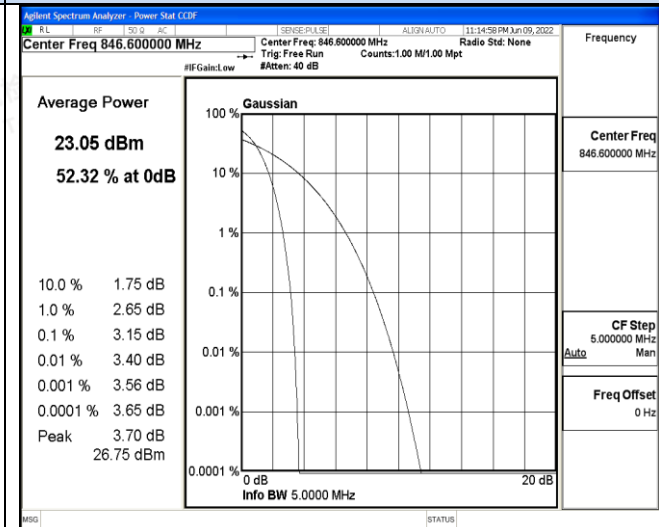 Agilent Spectrum Analyzer - Power Stat CCDF
RL RF 50 Ω AC SENSE:PULSE ALIGN AUTO 11:14:58 PM Jun 09, 2022
Center Freq 846.600000 MHz
Center Freq: 846.600000 MHz Radio Std: None
Trig: Free Run Counts:1.00 M/1.00 Mpt
#IFGain:Low #Atten: 40 dB
Frequency
Average Power
23.05 dBm
52.32 % at 0dB
10.0 % 1.75 dB
1.0 % 2.65 dB
0.1 % 3.15 dB
0.01 % 3.40 dB
0.001 % 3.56 dB
0.0001 % 3.65 dB
Peak 3.70 dB
26.75 dBm
Gaussian
100 %
10 %
1 %
0.1 %
0.01 %
0.001 %
0.0001 %
0 dB 20 dB
Info BW 5.0000 MHz
Center Freq
846.600000 MHz
CF Step
5.000000 MHz
Auto Man
Freq Offset
0 Hz
MSG STATUS